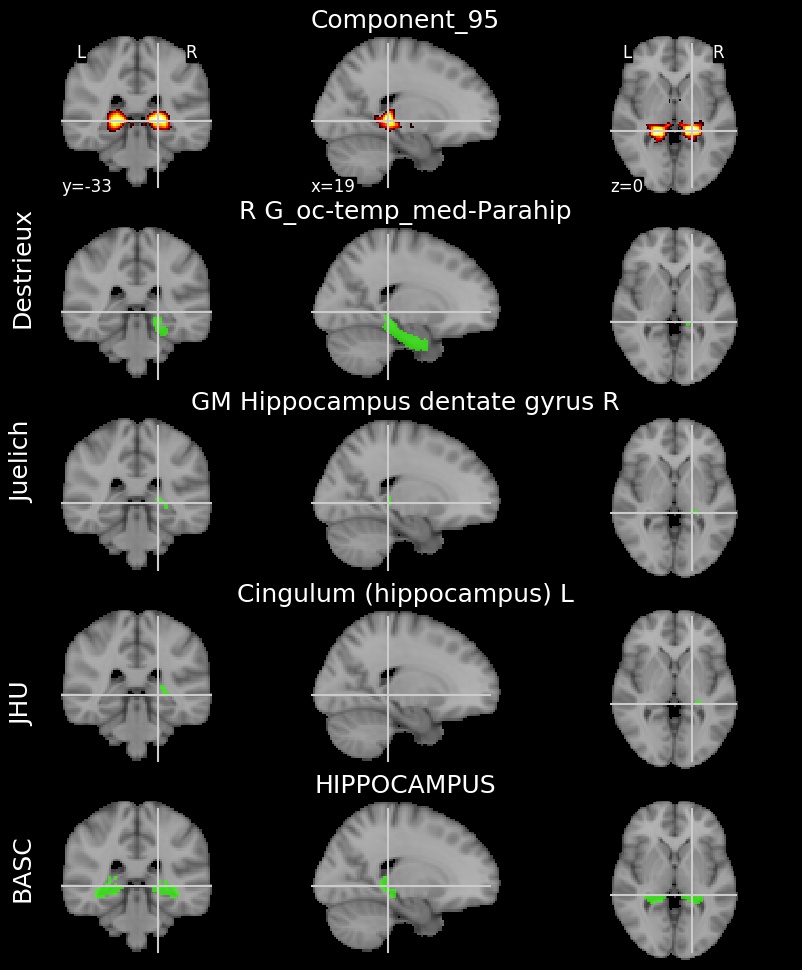 Component_95
L R
L R
y=-33
x=19
z=0
Destrieux
R G_oc-temp_med-Parahip
Juelich
GM Hippocampus dentate gyrus R
JHU
Cingulum (hippocampus) L
BASC
HIPPOCAMPUS